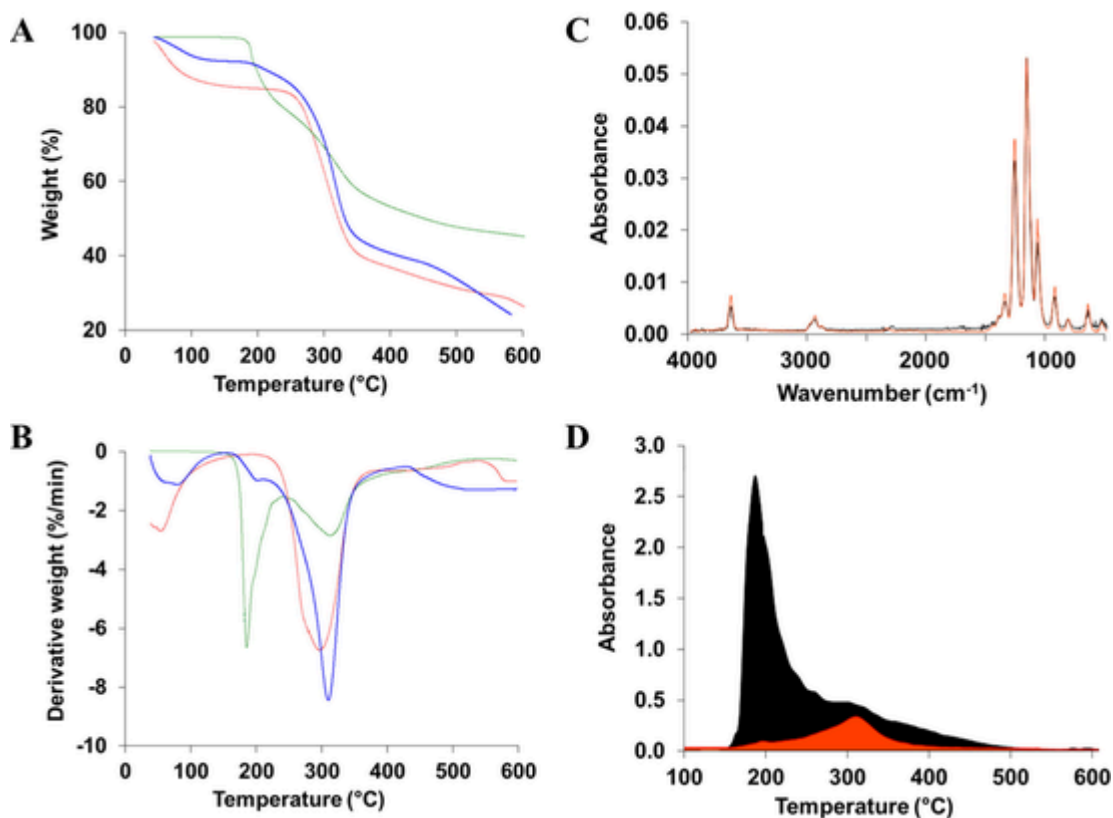 A
100
80
60
40
20
Weight (%)
0 100 200 300 400 500 600
Temperature (°C)
C
0.06
0.05
0.04
0.03
0.02
0.01
0.00
Absorbance
4000 3000 2000 1000
Wavenumber (cm⁻¹)
B
0
-2
-4
-6
-8
-10
Derivative weight (%/min)
0 100 200 300 400 500 600
Temperature (°C)
D
3.0
2.5
2.0
1.5
1.0
0.5
0.0
Absorbance
100 200 300 400 500 600
Temperature (°C)